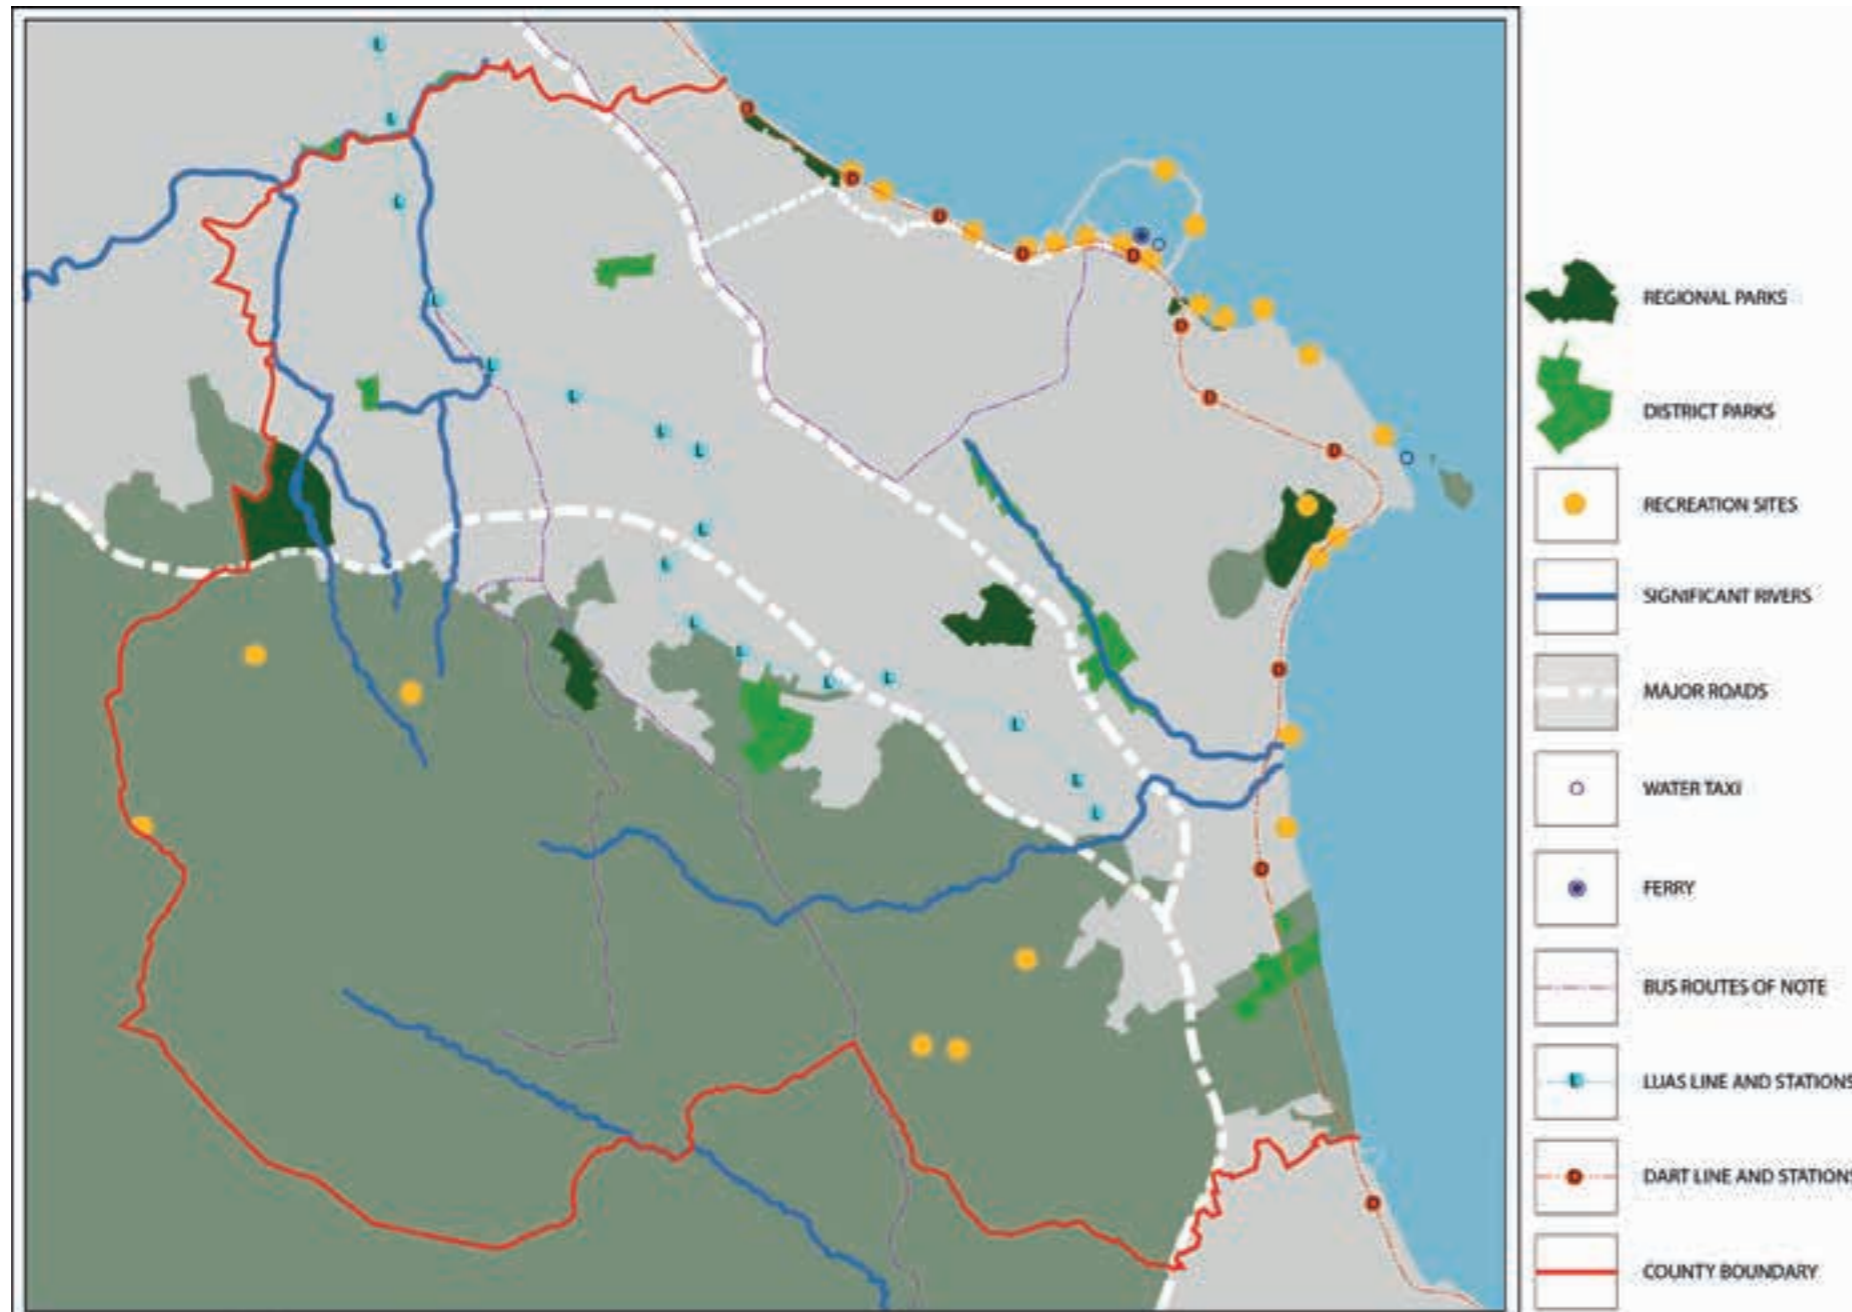 REGIONAL PARKS
DISTRICT PARKS
RECREATION SITES
SIGNIFICANT RIVERS
MAJOR ROADS
WATER TAXI
FERRY
BUS ROUTES OF NOTE
L
LUAS LINE AND STATIONS
D
DART LINE AND STATIONS
COUNTY BOUNDARY